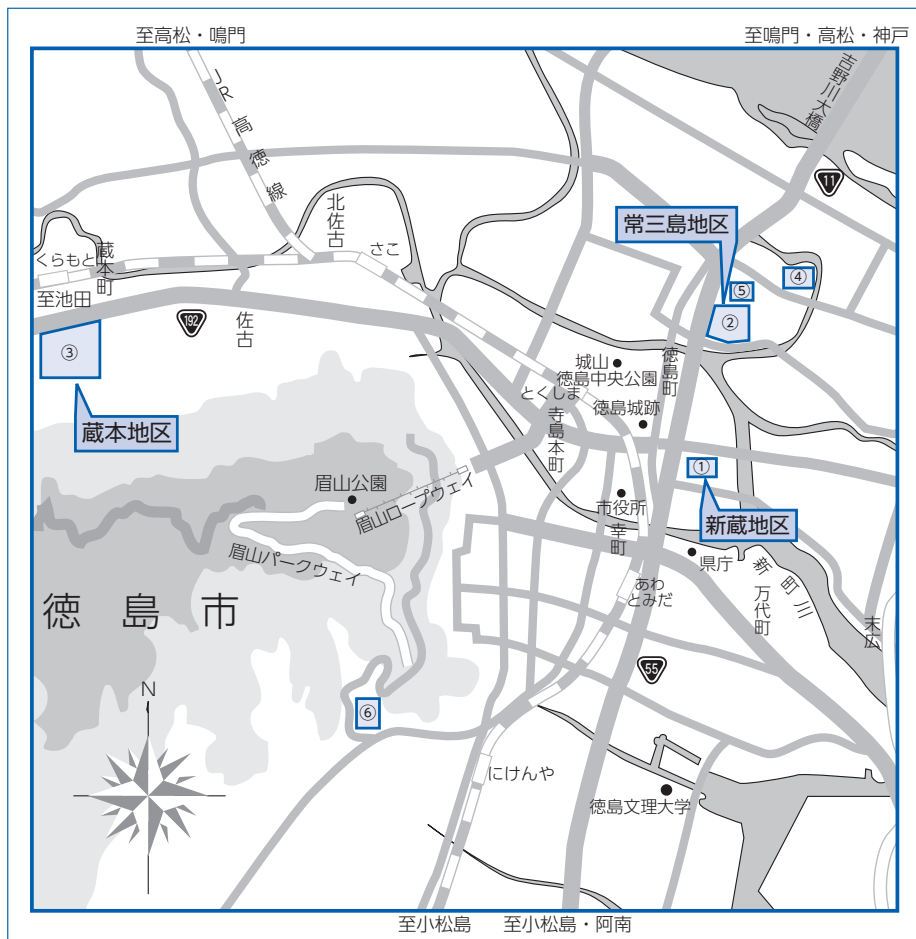 至高松・鳴門
至鳴門・高松・神戸
JR高徳線
吉野川大橋
11
北佐古
常三島地区
さこ
くらもと
蔵本町
④
⑤
②
至池田
192
佐古
③
徳島町
城山
徳島中央公園
とくしま
徳島城跡
蔵本地区
寺島本町
①
眉山公園
眉山ロープウェイ
市役所
新蔵地区
幸町
眉山パークウェイ
県庁
新町川
あわ
とみだ
万代町
徳島市
末広
55
N
⑥
にけんや
徳島文理大学
至小松島
至小松島・阿南